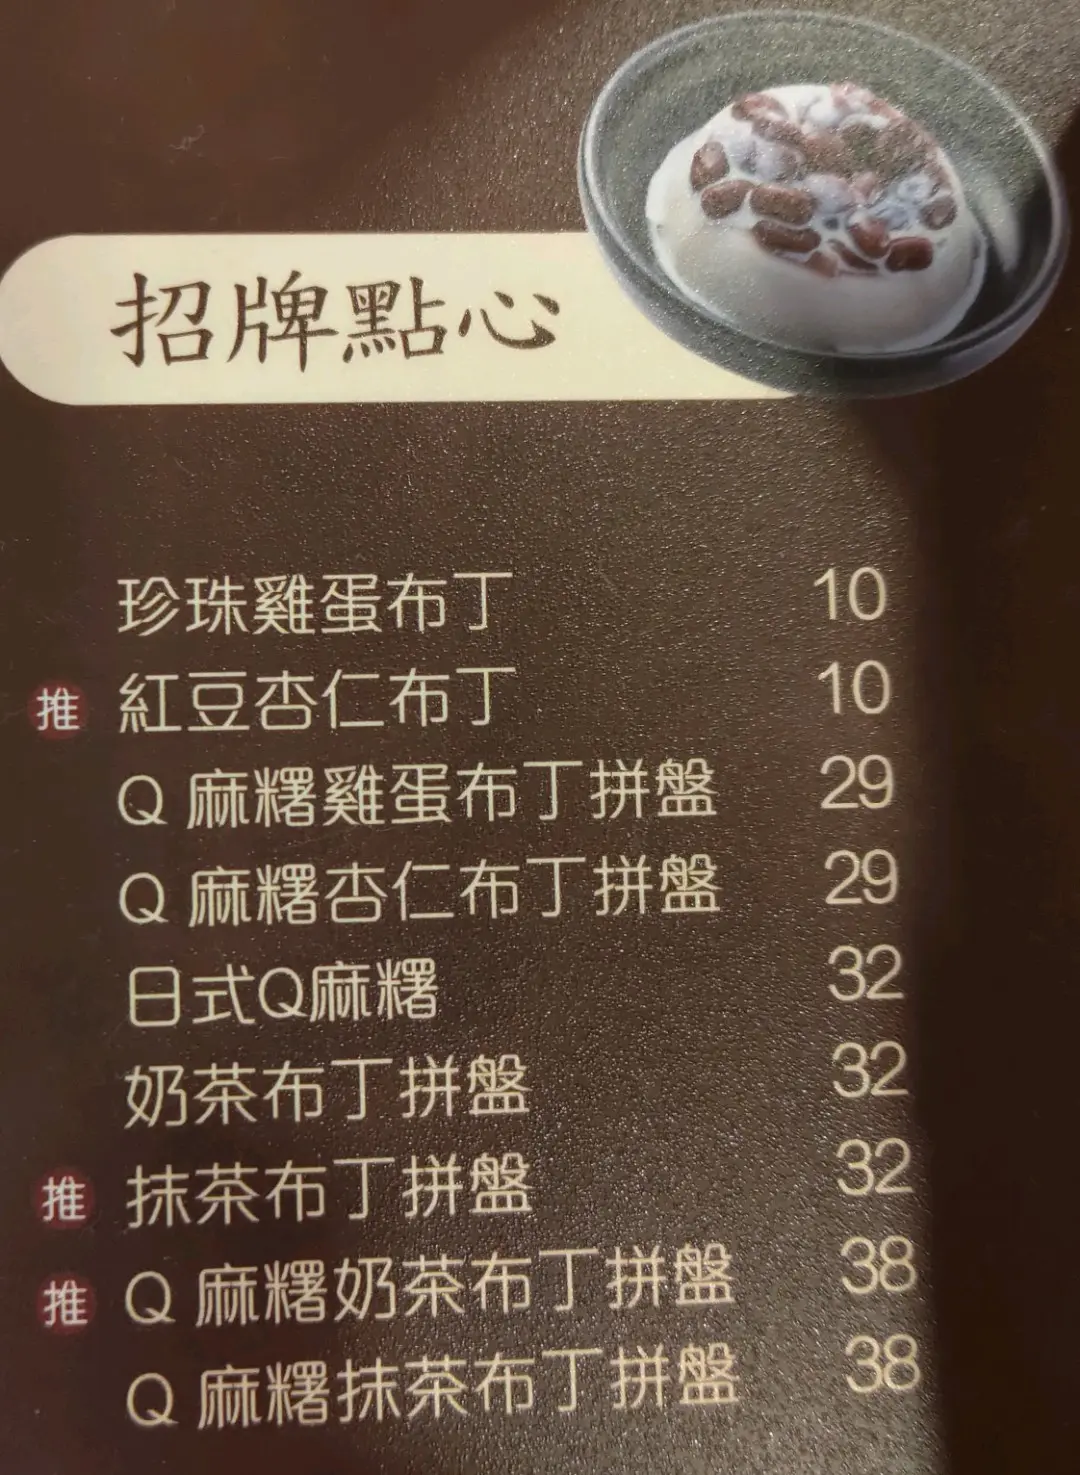 招牌點心
珍珠雞蛋布丁 10
推 紅豆杏仁布丁 10
Q 麻糬雞蛋布丁拼盤 29
Q 麻糬杏仁布丁拼盤 29
日式Q麻糬 32
奶茶布丁拼盤 32
推 抹茶布丁拼盤 32
推 Q 麻糬奶茶布丁拼盤 38
Q 麻糬抹茶布丁拼盤 38